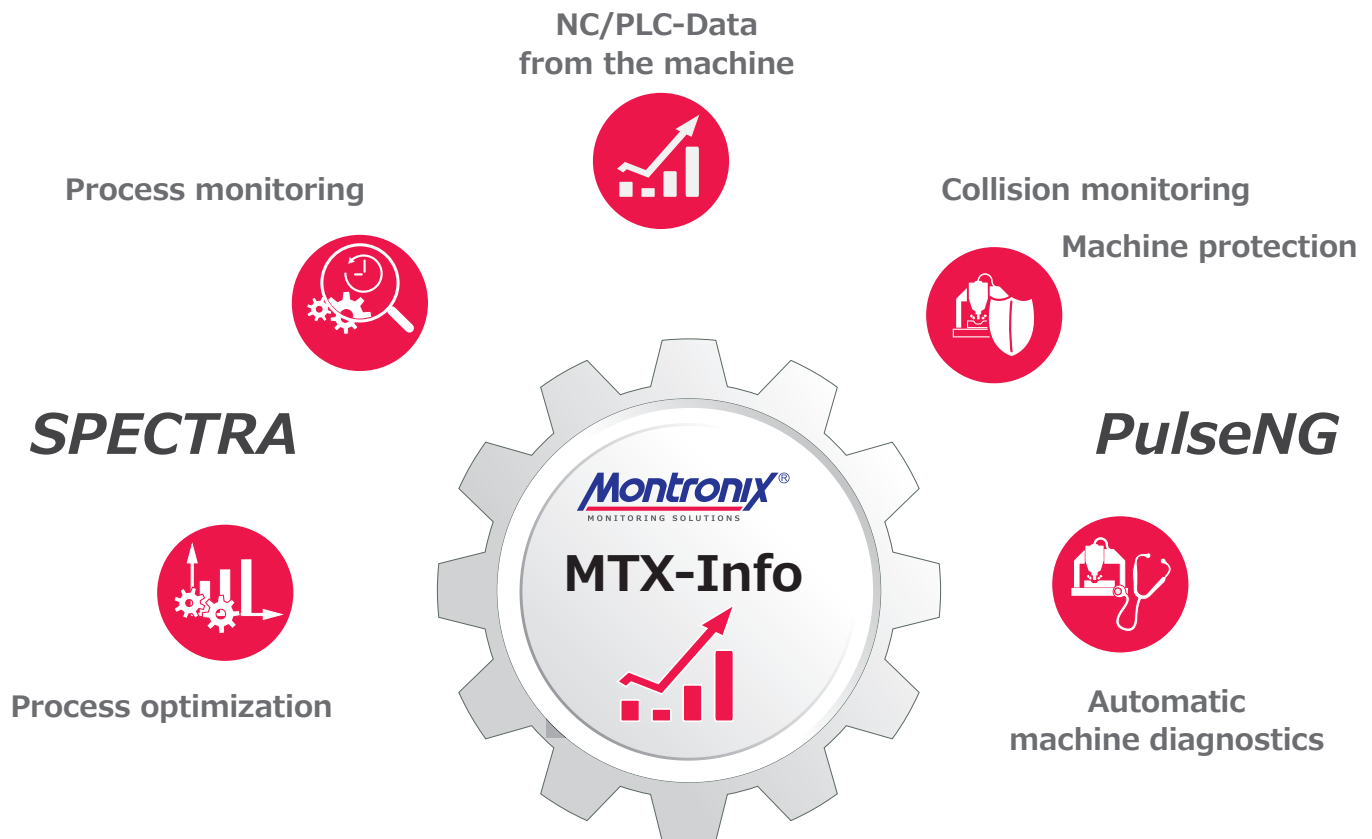 NC/PLC-Data
from the machine
Process monitoring
Collision monitoring
Machine protection
SPECTRA
PulseNG
Montronix®
MONITORING SOLUTIONS
MTX-Info
Process optimization
Automatic
machine diagnostics